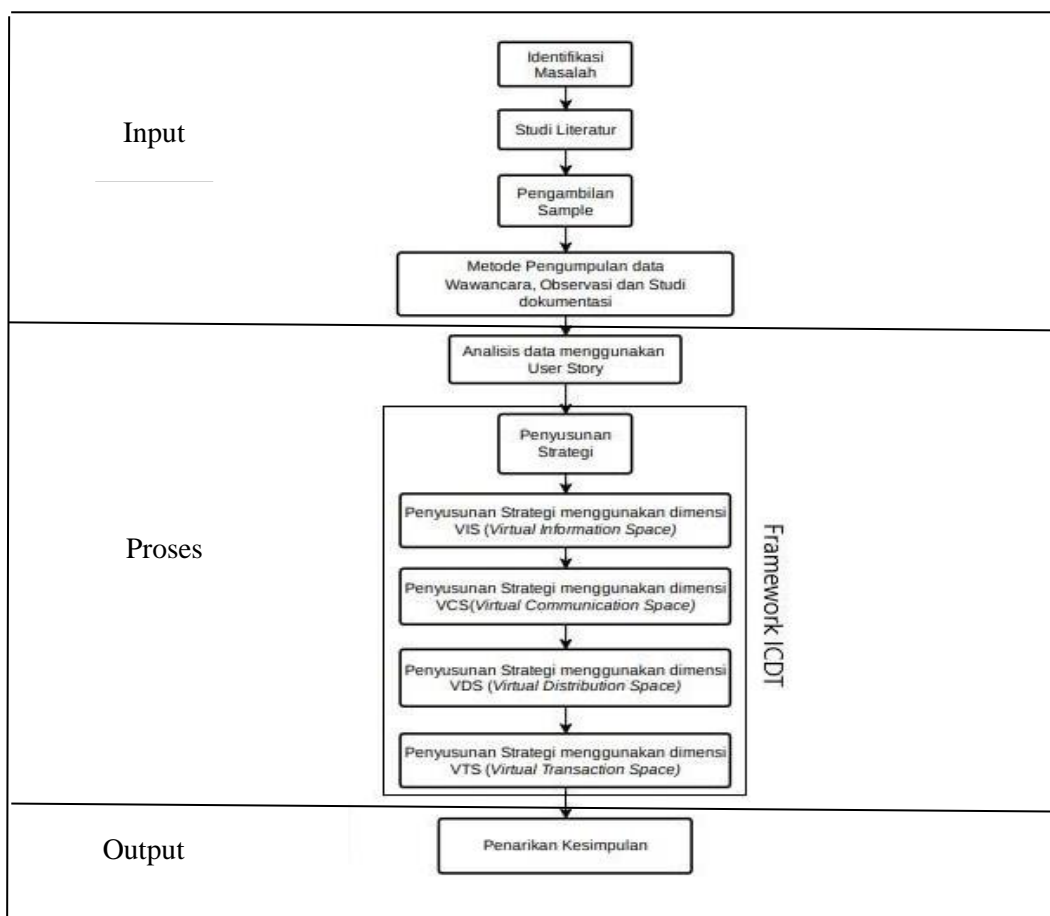 Input
Identifikasi
Masalah
Studi Literatur
Pengambilan
Sample
Metode Pengumpulan data
Wawancara, Observasi dan Studi
dokumentasi
Proses
Analisis data menggunakan
User Story
Penyusunan
Strategi
Penyusunan Strategi menggunakan dimensi
VIS (Virtual Information Space)
Penyusunan Strategi menggunakan dimensi
VCS(Virtual Communication Space)
Penyusunan Strategi menggunakan dimensi
VDS (Virtual Distribution Space)
Penyusunan Strategi menggunakan dimensi
VTS (Virtual Transaction Space)
Framework ICDT
Output
Penarikan Kesimpulan